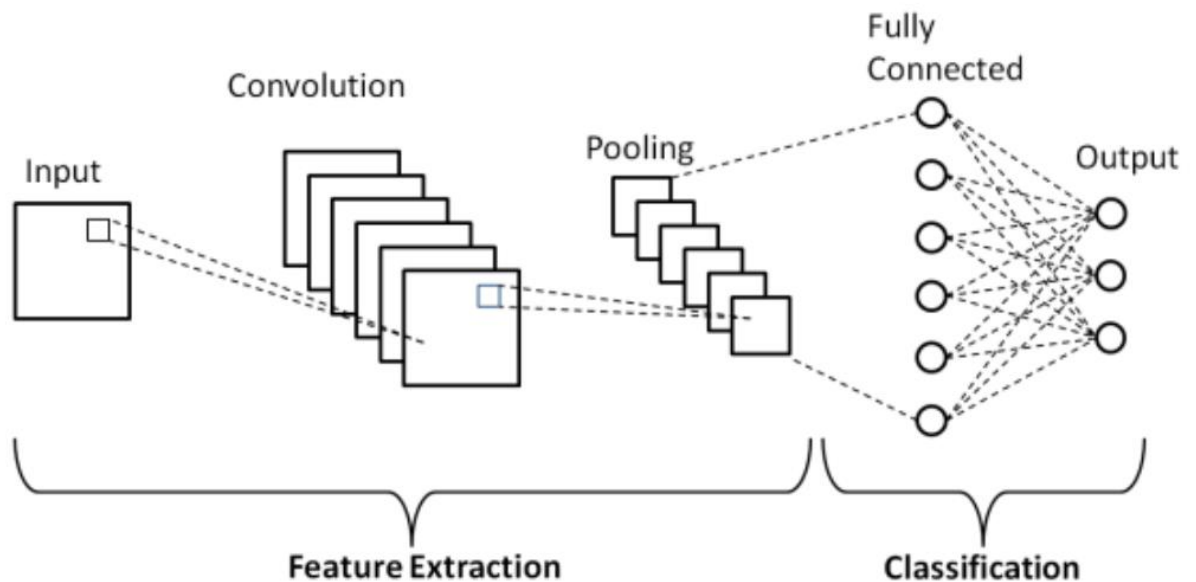 Input
Convolution
Pooling
Fully
Connected
Output
Feature Extraction
Classification